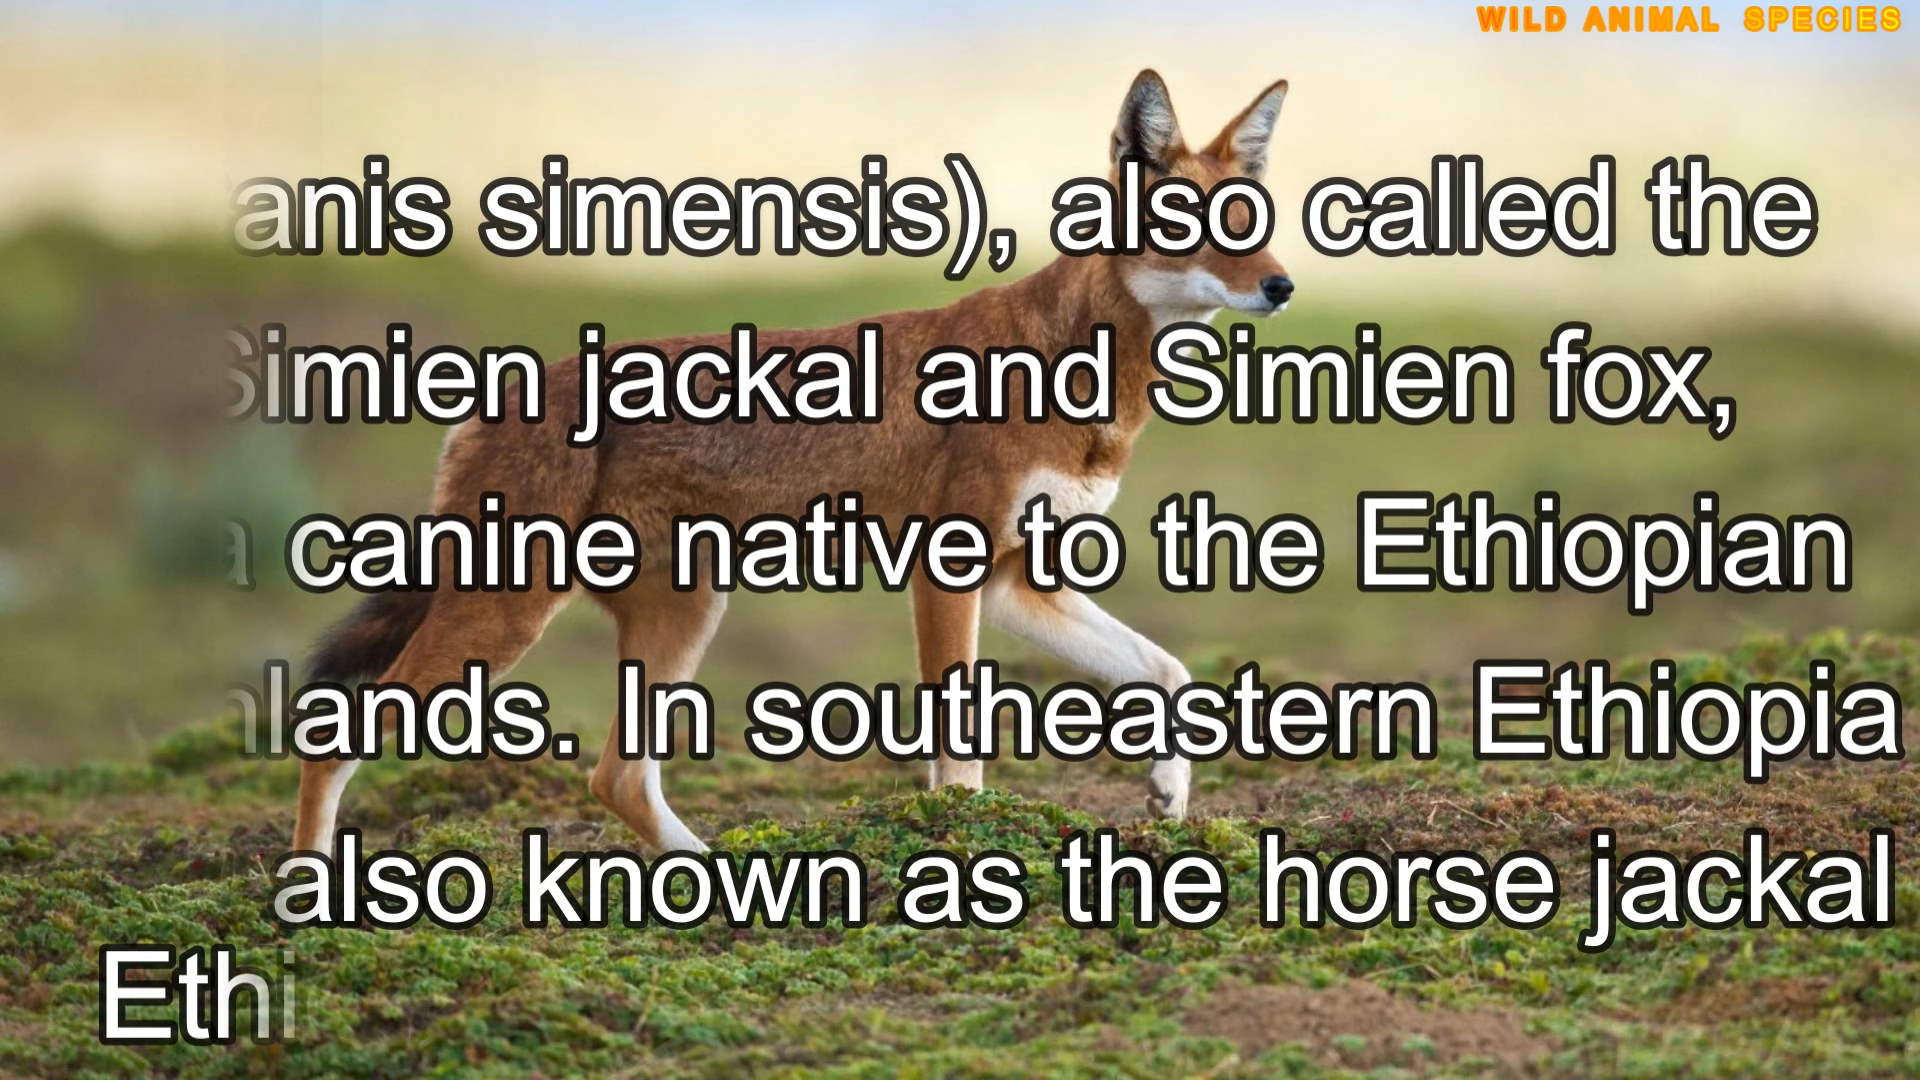 WILD ANIMAL SPECIES
anis simensis), also called the
Simien jackal and Simien fox,
a canine native to the Ethiopian
lands. In southeastern Ethiopia
also known as the horse jackal
Ethi